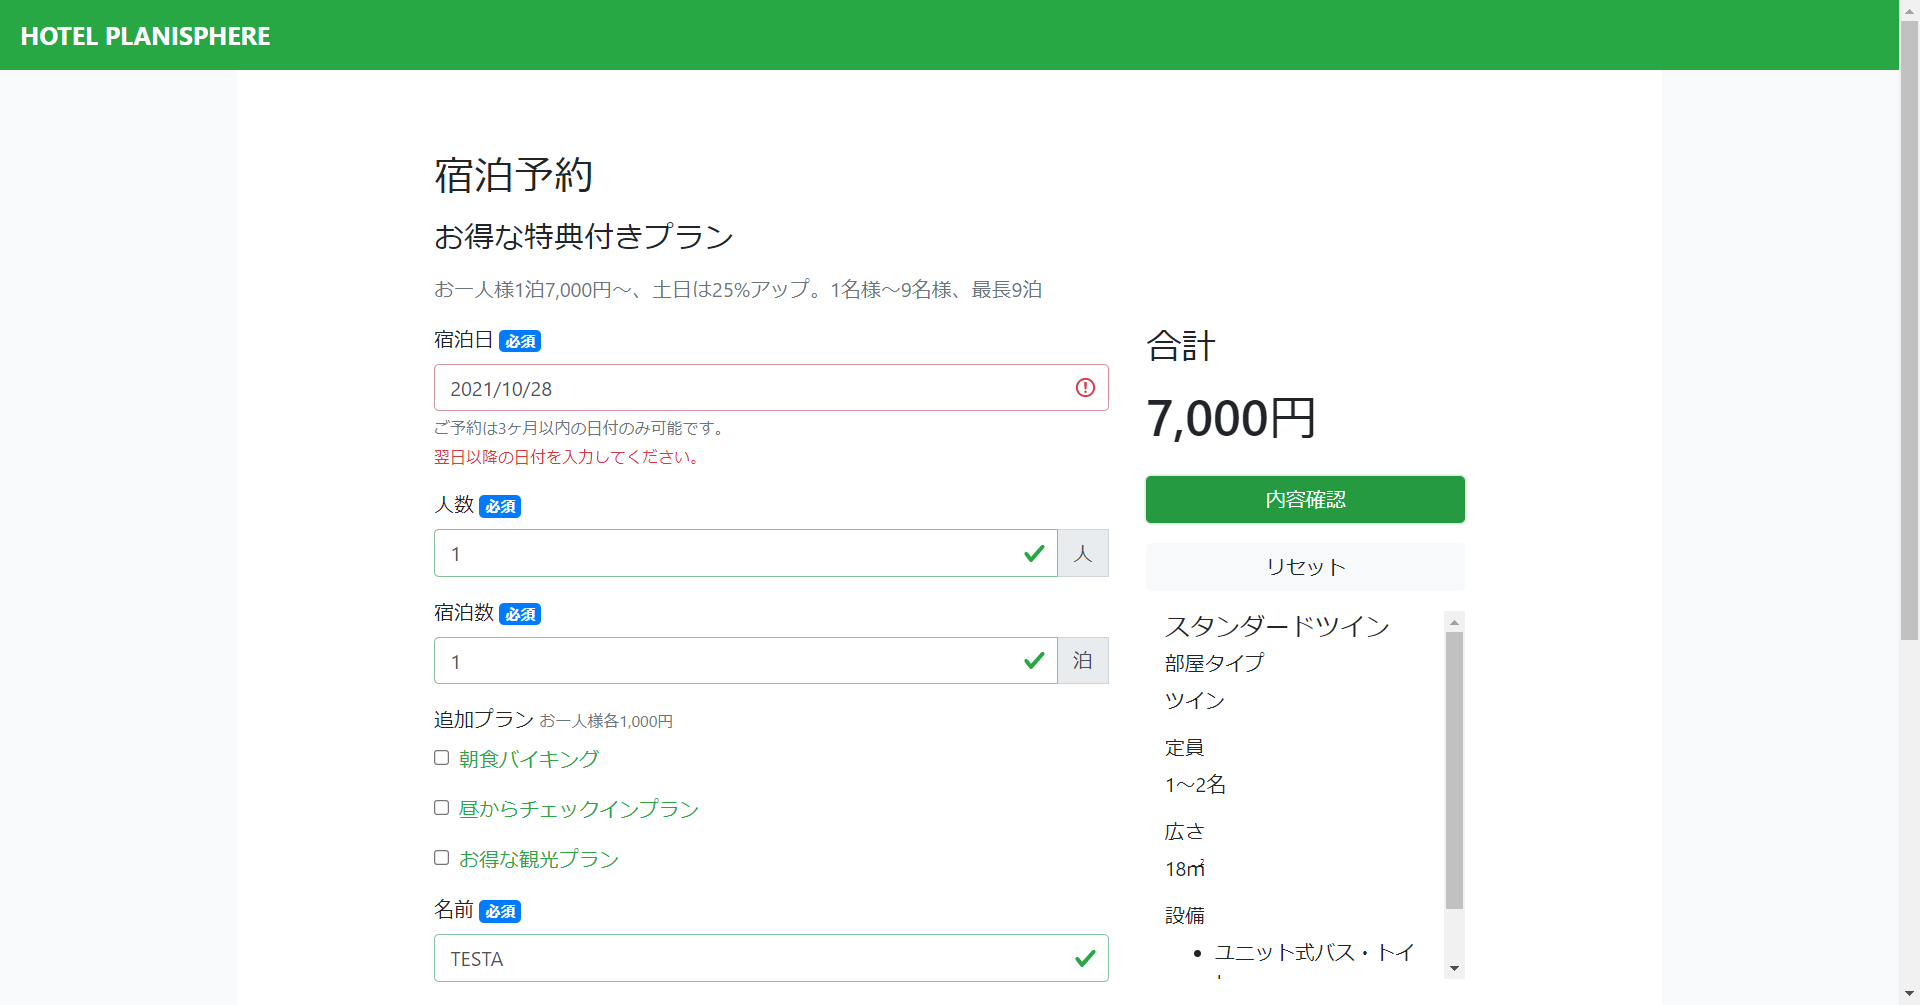 HOTEL PLANISPHERE
宿泊予約
お得な特典付きプラン
お一人様1泊7,000円〜、土日は25%アップ。1名様〜9名様、最長9泊
宿泊日 必須
2021/10/28
ご予約は3ヶ月以内の日付のみ可能です。
翌日以降の日付を入力してください。
人数 必須
1 人
宿泊数 必須
1 泊
追加プラン お一人様各1,000円
朝食バイキング
昼からチェックインプラン
お得な観光プラン
名前 必須
TESTA
合計
7,000円
内容確認
リセット
スタンダードツイン
部屋タイプ
ツイン
定員
1〜2名
広さ
18㎡
設備
ユニット式バス・トイ